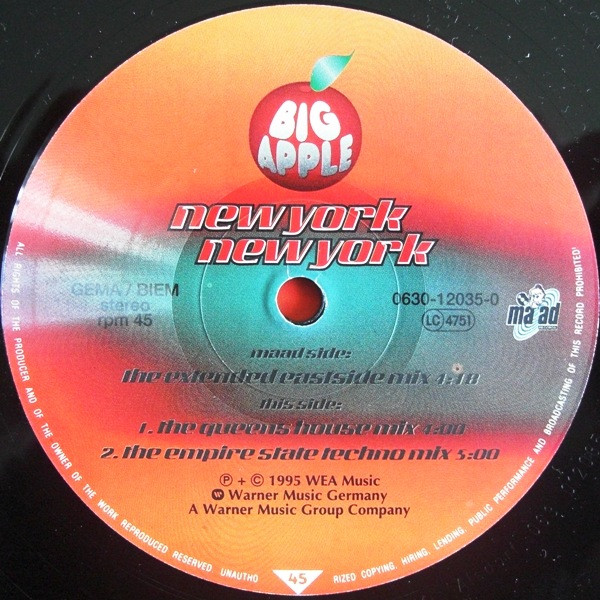 BIG
APPLE
new york
new york
GEMA / BIEM
stereo
rpm 45
0630-12035-0
LC 4751
maad
maad side:
the extended eastside mix 4:48
this side:
1. the queens house mix 4:00
2. the empire state techno mix 5:00
℗ + © 1995 WEA Music
Warner Music Germany
A Warner Music Group Company
ALL RIGHTS OF THE PRODUCER AND OF THE OWNER OF THE WORK REPRODUCED RESERVED. UNAUTHO
45
RIZED COPYING. HIRING. LENDING. PUBLIC PERFORMANCE AND BROADCASTING OF THIS RECORD PROHIBITED!